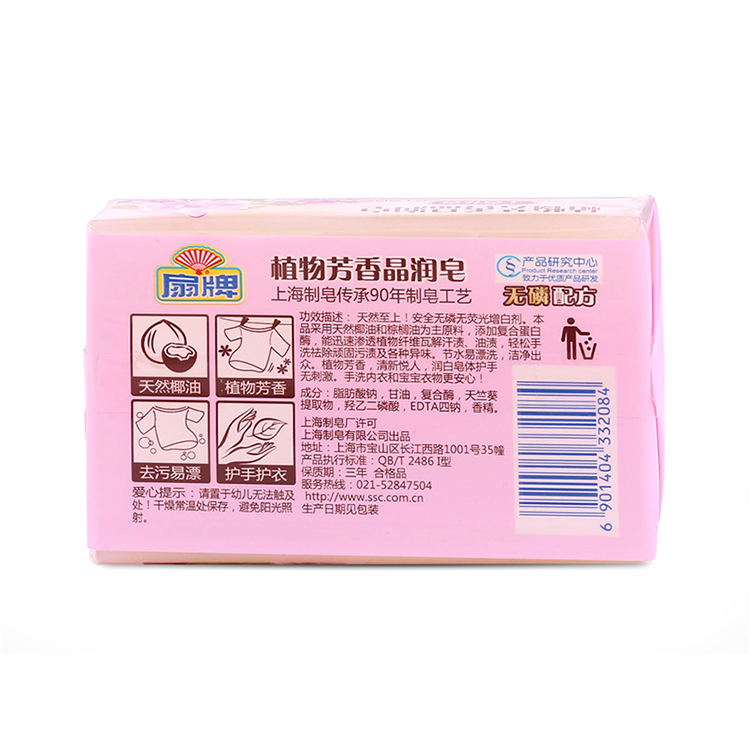 扇牌
植物芳香晶润皂
上海制皂传承90年制皂工艺
产品研究中心
Product Research center
致力于优质产品研发
无磷配方
功效描述：天然至上！安全无磷无荧光增白剂。本
品采用天然椰油和棕榈油为主原料，添加复合蛋白
酶，能迅速渗透植物纤维瓦解汗渍、油渍，轻松手
洗祛除顽固污渍及各种异味。节水易漂洗，洁净出
众。植物芳香，清新悦人，润白皂体护手
无刺激。手洗内衣和宝宝衣物更安心！
成分：脂肪酸钠，甘油，复合酶，天竺葵
提取物，羟乙二磷酸，EDTA四钠，香精。
上海制皂厂许可
上海制皂有限公司出品
地址：上海市宝山区长江西路1001号35幢
产品执行标准：QB/T 2486 I型
保质期：三年 合格品
服务热线：021-52847504
http://www.ssc.com.cn
生产日期见包装
天然椰油
植物芳香
去污易漂
护手护衣
爱心提示：请置于幼儿无法触及
处！干燥常温处保存，避免阳光照
射。
6 901404 332084